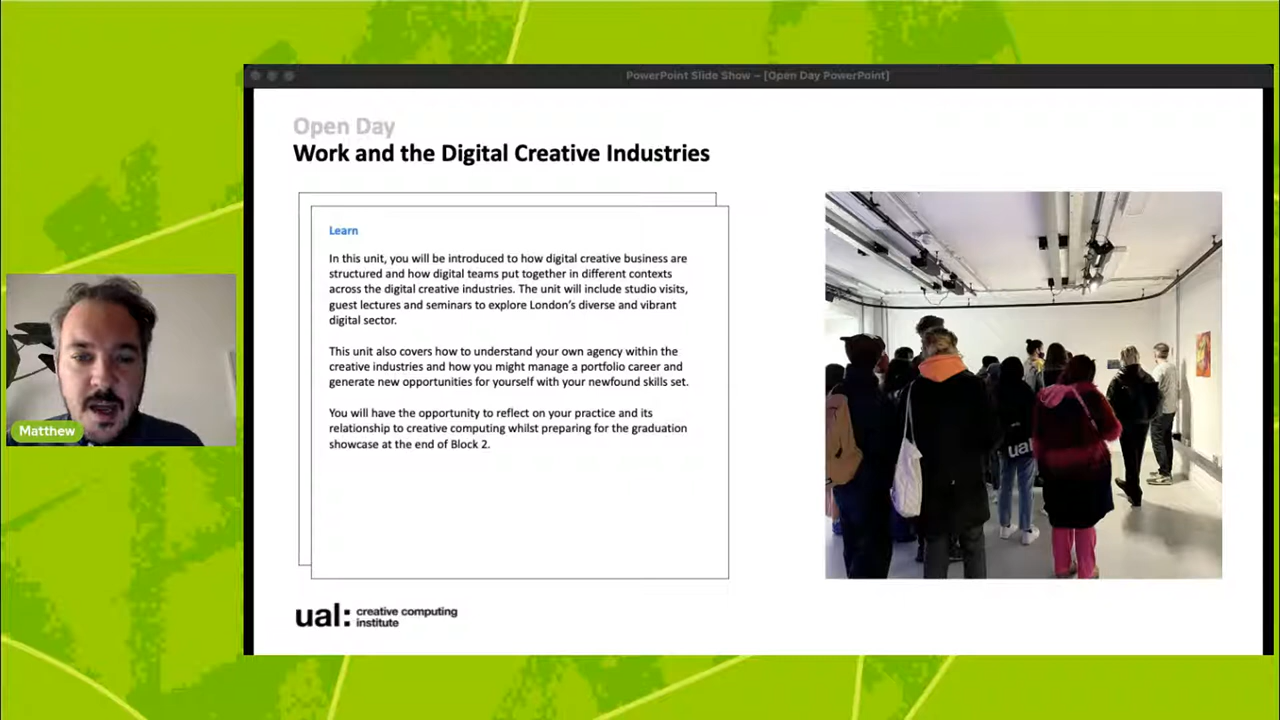 PowerPoint Slide Show – [Open Day PowerPoint]
Open Day
Work and the Digital Creative Industries
Learn
In this unit, you will be introduced to how digital creative business are
structured and how digital teams put together in different contexts
across the digital creative industries. The unit will include studio visits,
guest lectures and seminars to explore London's diverse and vibrant
digital sector.
This unit also covers how to understand your own agency within the
creative industries and how you might manage a portfolio career and
generate new opportunities for yourself with your newfound skills set.
You will have the opportunity to reflect on your practice and its
relationship to creative computing whilst preparing for the graduation
showcase at the end of Block 2.
Matthew
ual
ual: creative computing
institute